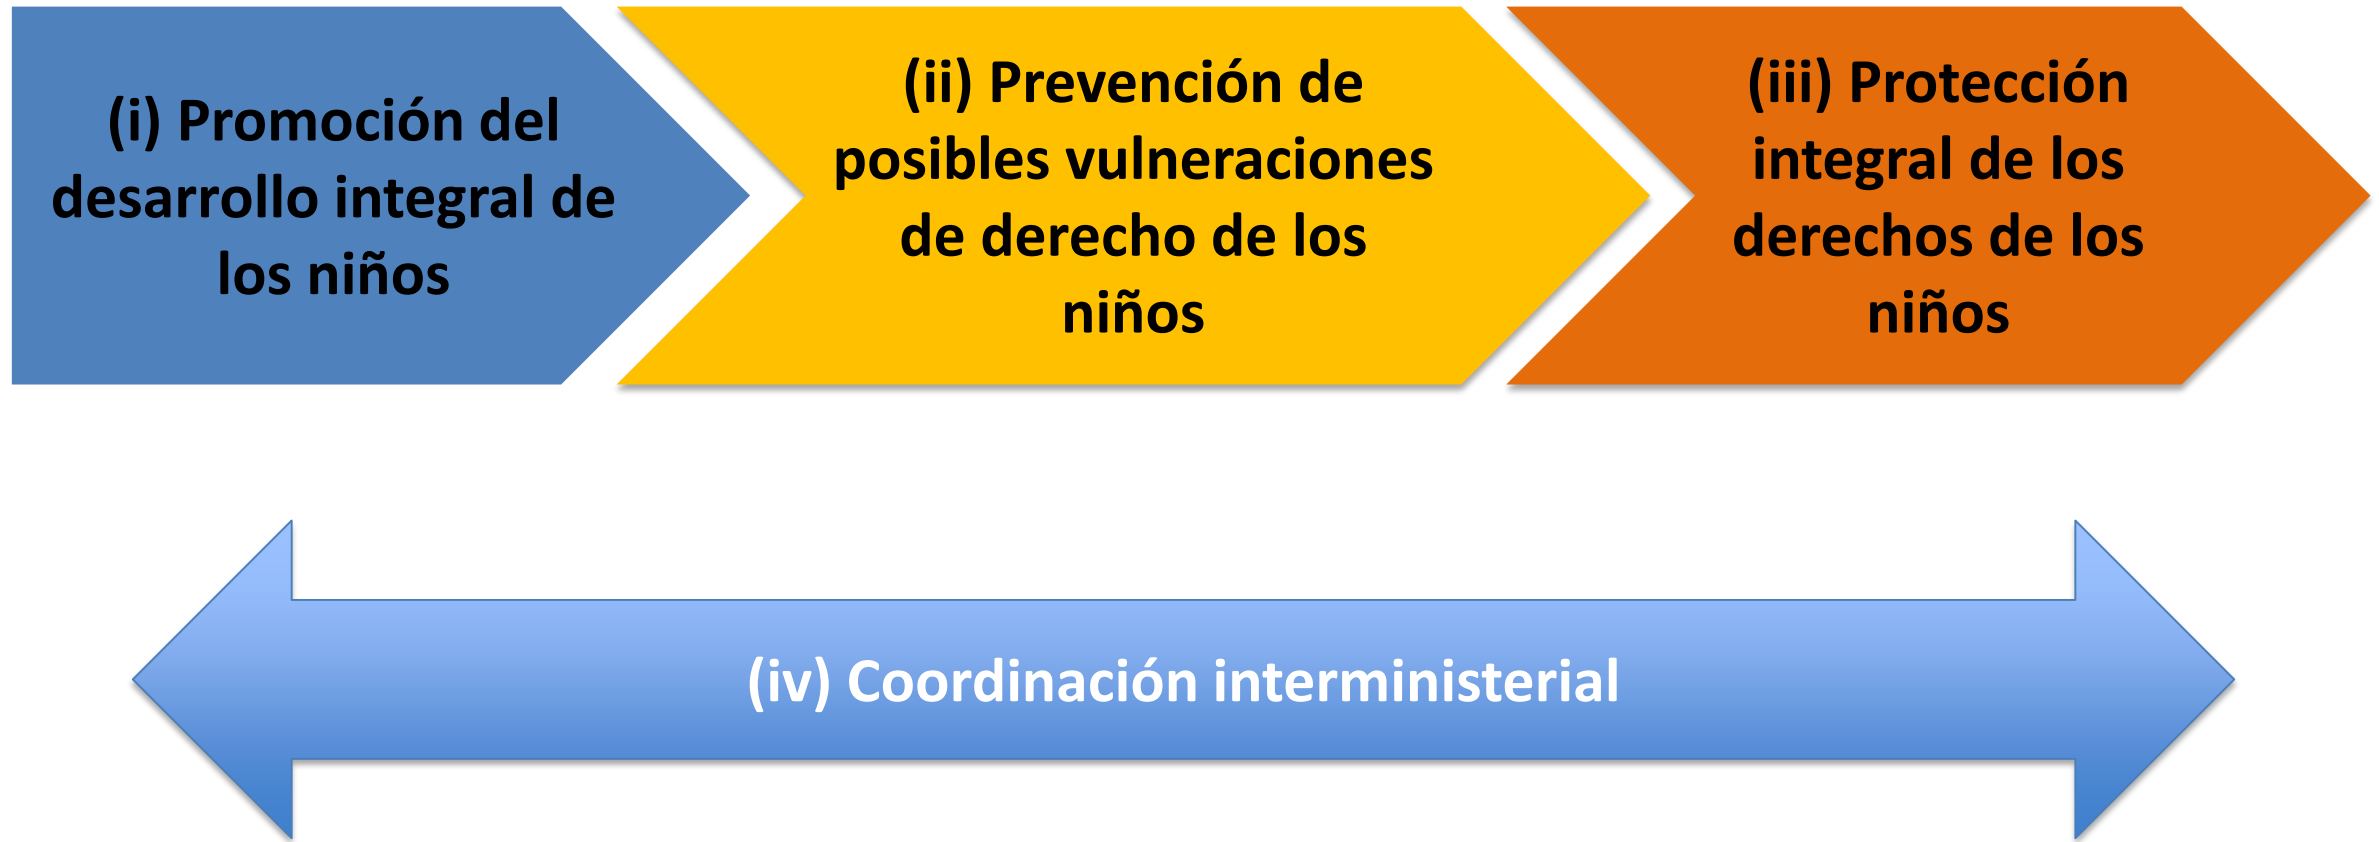 (i) Promoción del
desarrollo integral de
los niños
(ii) Prevención de
posibles vulneraciones
de derecho de los
niños
(iii) Protección
integral de los
derechos de los
niños
(iv) Coordinación interministerial